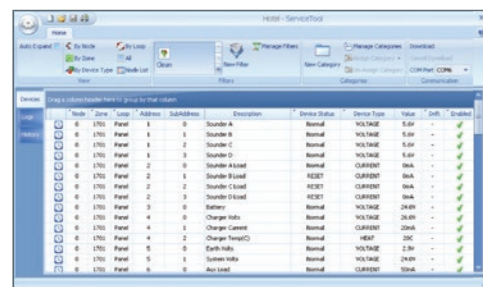 Hotel - ServiceTool
Home
Auto Expand By Node By Loop Manage Filters Manage Categories Download
By Zone All Clean New Filter New Category
By Device Type Node List COM Port COM6
View Filters Categories Communication
Devices Drag a column header here to group by that column
Logs Node Zone Loop Address SubAddress Description Device Status Device Type Value Drift Enabled
History
0 1701 Panel 1 0 Sounder A Normal VOLTAGE 5.6V -
0 1701 Panel 1 1 Sounder B Normal VOLTAGE 5.6V -
0 1701 Panel 1 2 Sounder C Normal VOLTAGE 5.6V -
0 1701 Panel 1 3 Sounder D Normal VOLTAGE 5.6V -
0 1701 Panel 2 0 Sounder A Load Normal CURRENT 0mA -
0 1701 Panel 2 1 Sounder B Load RESET CURRENT 0mA -
0 1701 Panel 2 2 Sounder C Load RESET CURRENT 0mA -
0 1701 Panel 2 3 Sounder D Load Normal CURRENT 0mA -
0 1701 Panel 3 0 Battery Normal VOLTAGE 24.0V -
0 1701 Panel 4 0 Charger Volts Normal VOLTAGE 26.0V -
0 1701 Panel 4 1 Charger Current Normal CURRENT 20mA -
0 1701 Panel 4 2 Charger Temp(C) Normal HEAT 20C -
0 1701 Panel 5 0 Earth Volts Normal VOLTAGE 2.9V -
0 1701 Panel 5 1 System Volts Normal VOLTAGE 24.0V -
0 1701 Panel 6 0 Aux Load Normal CURRENT 50mA -